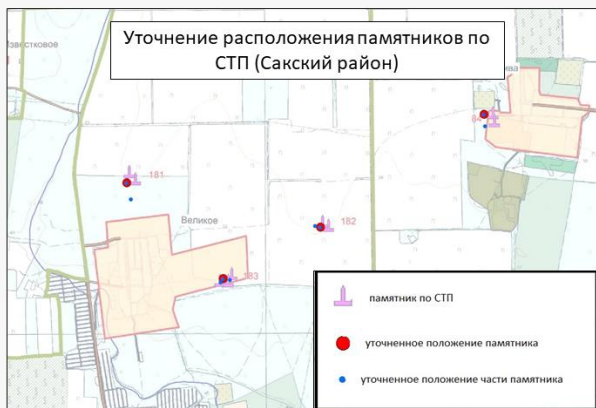 Уточнение расположения памятников по
СТП (Сакский район)
181
182
Великое
183
памятник по СТП
уточненное положение памятника
уточненное положение части памятника